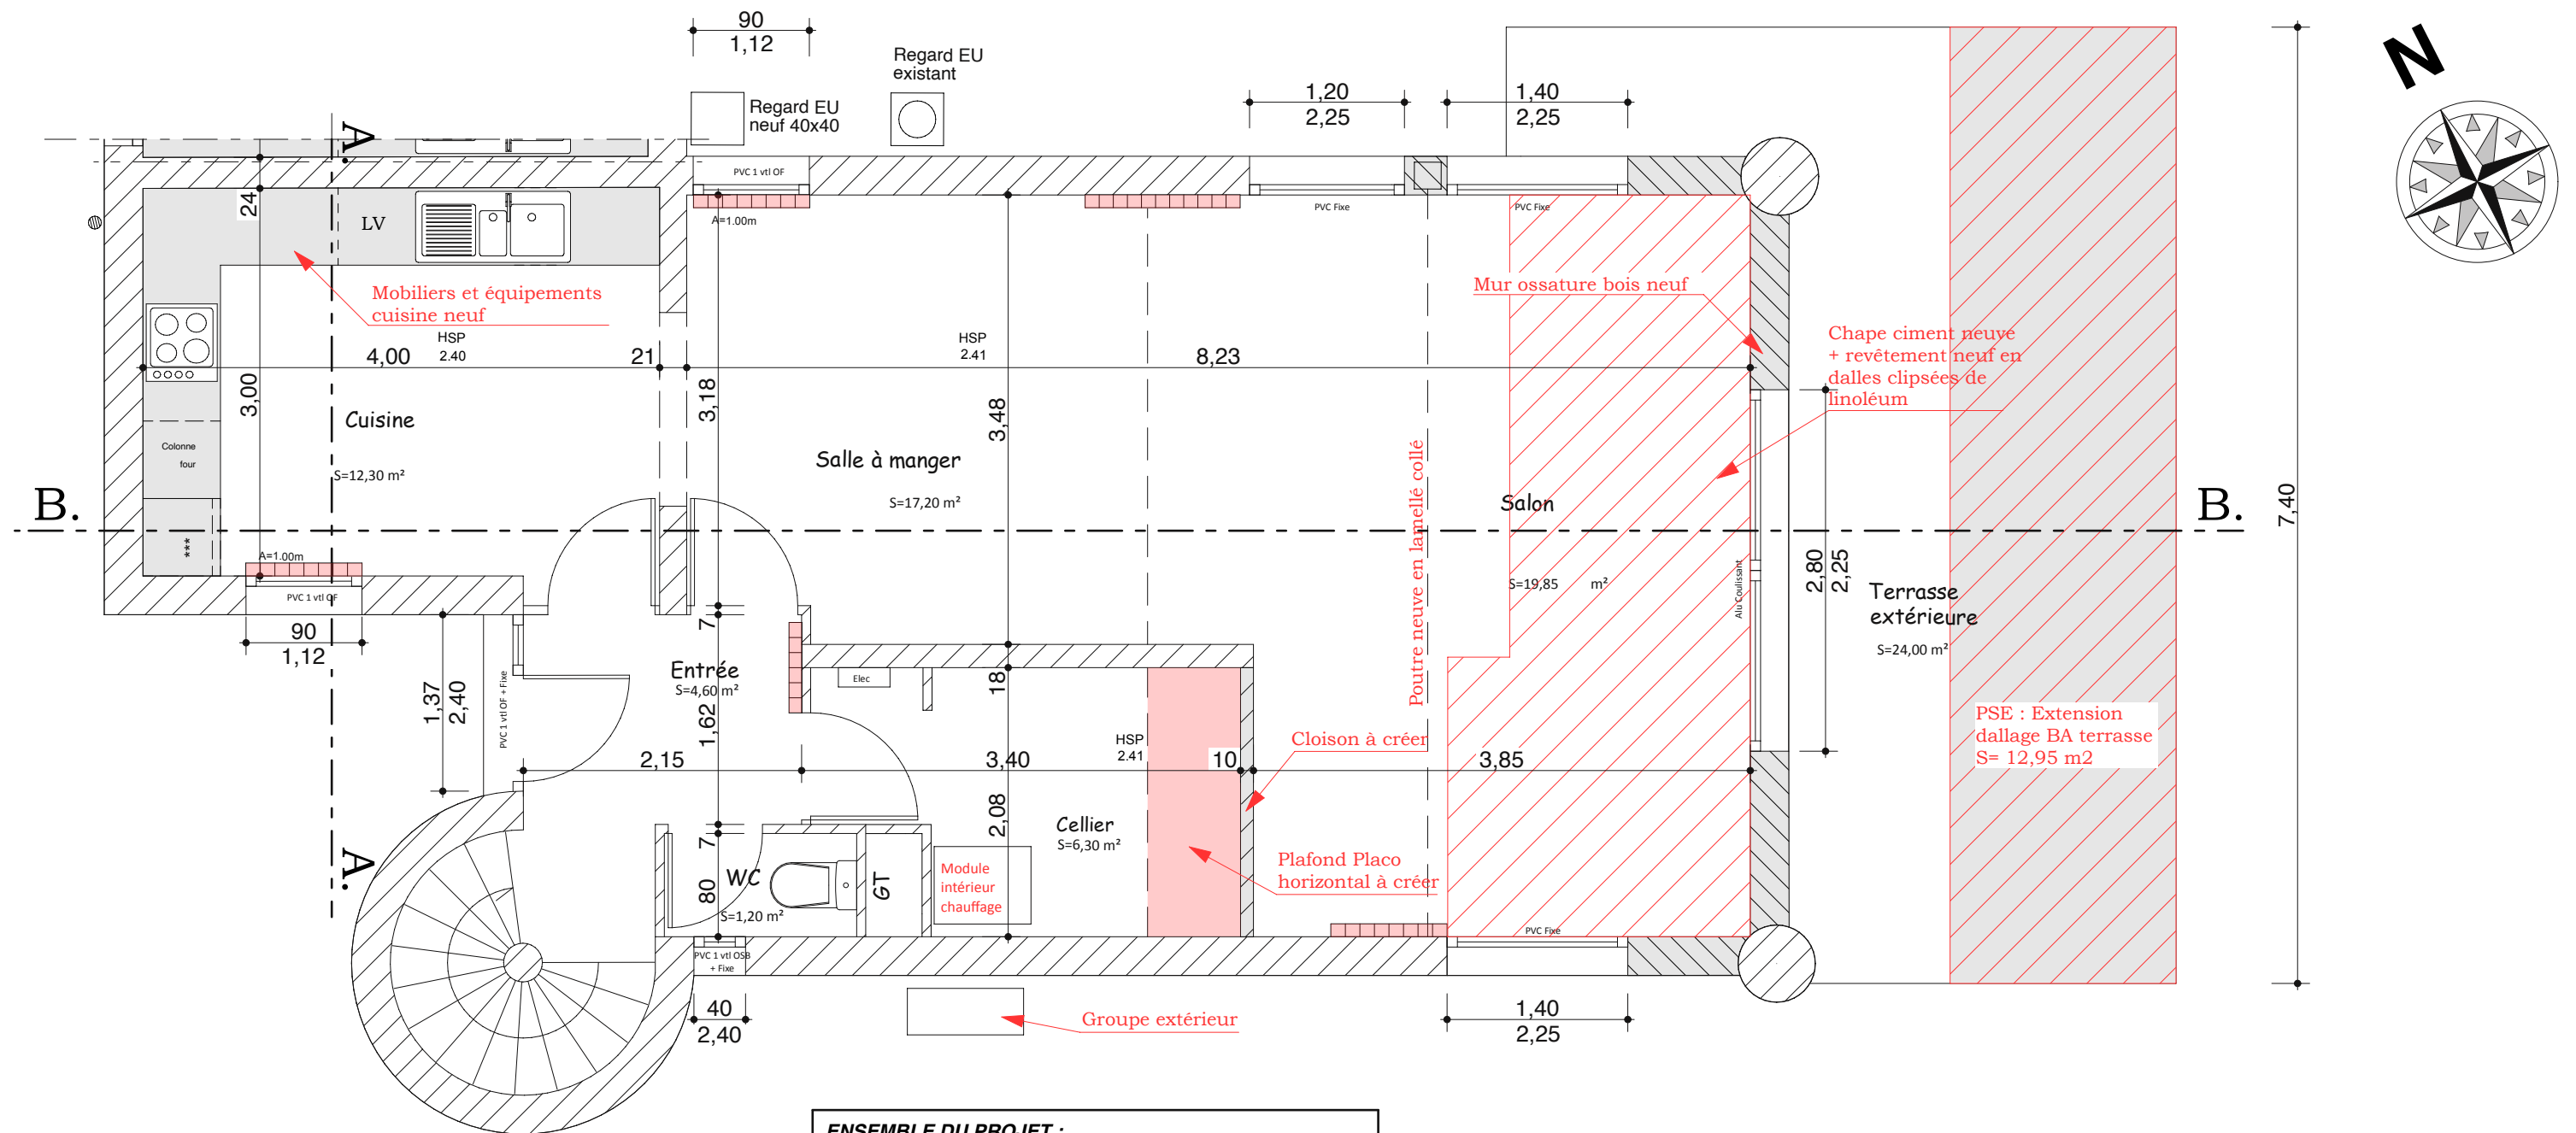 90
1,12
Regard EU
existant
Regard EU
neuf 40x40
1,20
2,25
1,40
2,25
N
A.
24
LV
PVC 1 vtl OF
A=1.00m
PVC Fixe
PVC Fixe
Mobiliers et équipements
cuisine neuf
Mur ossature bois neuf
Chape ciment neuve
+ revêtement neuf en
dalles clipsées de
linoléum
HSP
2.40
HSP
2.41
4,00
21
8,23
3,00
3,18
3,48
Cuisine
S=12,30 m²
Colonne
four
***
Salle à manger
S=17,20 m²
Poutre neuve en lamellé collé
Salon
S=19,85 m²
B.
B.
7,40
A=1.00m
PVC 1 vtl OF
90
1,12
Alu Coulissant
2,80
2,25
Terrasse
extérieure
S=24,00 m²
7
Entrée
S=4,60 m²
Elec
18
1,37
2,40
PVC 1 vtl OF + Fixe
1,62
PSE : Extension
dallage BA terrasse
S= 12,95 m2
HSP
2.41
Cloison à créer
2,15
3,40
10
3,85
2,08
Cellier
S=6,30 m²
A.
7
80
WC
S=1,20 m²
GT
Module
intérieur
chauffage
Plafond Placo
horizontal à créer
PVC Fixe
PVC 1 vtl OSB
+ Fixe
40
2,40
Groupe extérieur
1,40
2,25
ENSEMBLE DU PROJET :